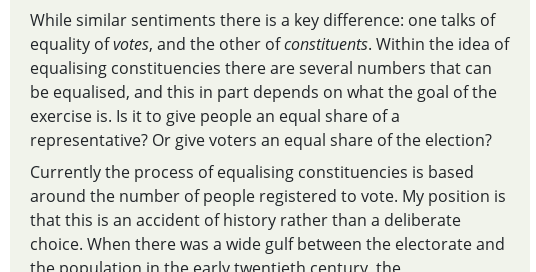 While similar sentiments there is a key difference: one talks of
equality of votes, and the other of constituents. Within the idea of
equalising constituencies there are several numbers that can
be equalised, and this in part depends on what the goal of the
exercise is. Is it to give people an equal share of a
representative? Or give voters an equal share of the election?
Currently the process of equalising constituencies is based
around the number of people registered to vote. My position is
that this is an accident of history rather than a deliberate
choice. When there was a wide gulf between the electorate and
the population in the early twentieth century, the